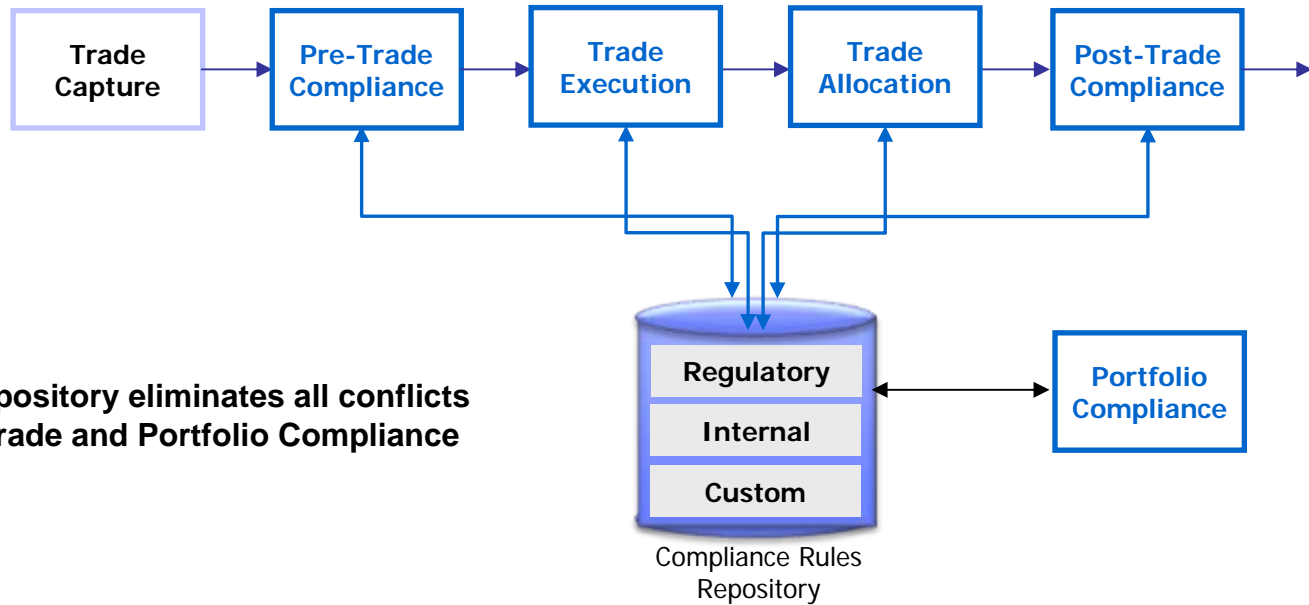 Trade
Capture
Pre-Trade
Compliance
Trade
Execution
Trade
Allocation
Post-Trade
Compliance
Regulatory
Internal
Custom
Portfolio
Compliance
pository eliminates all conflicts
rade and Portfolio Compliance
Compliance Rules
Repository